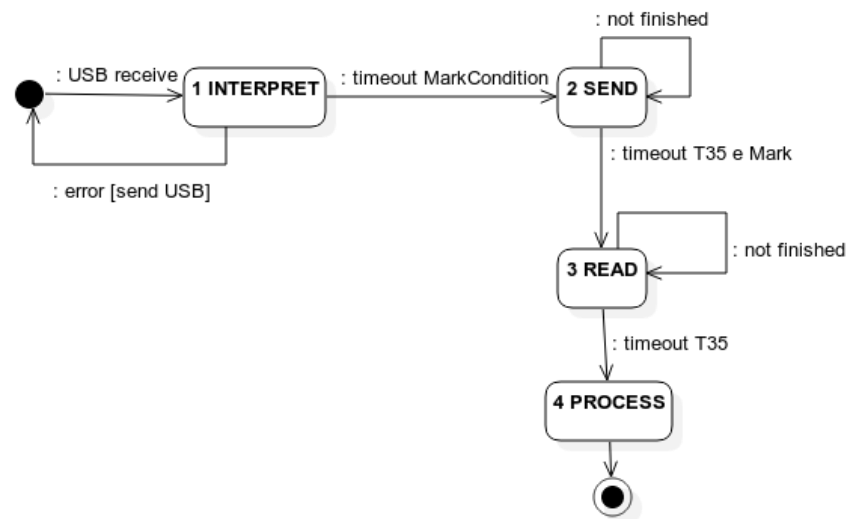 : not finished
: USB receive
1 INTERPRET
: timeout MarkCondition
2 SEND
: timeout T35 e Mark
: error [send USB]
3 READ
: not finished
: timeout T35
4 PROCESS